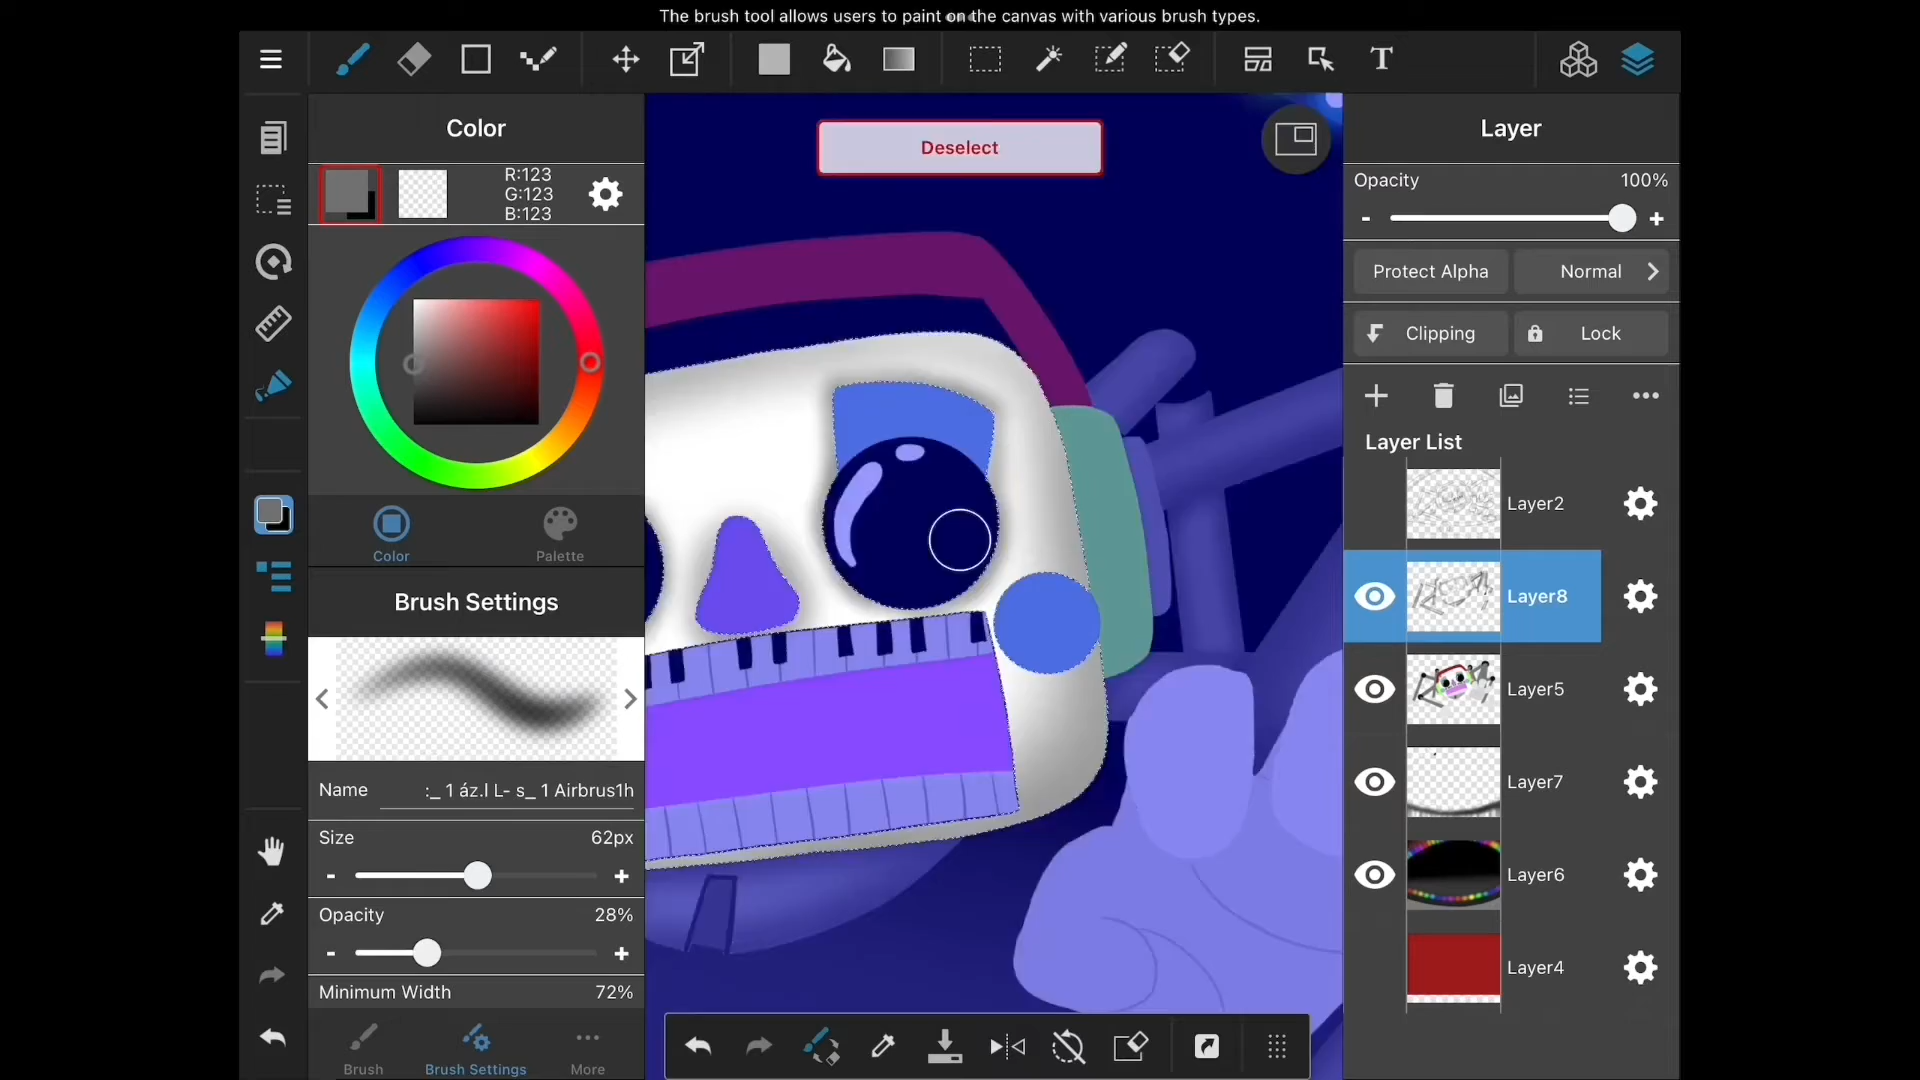 The brush tool allows users to paint on the canvas with various brush types.
T
Color
Deselect
Layer
R:123
G:123
B:123
Opacity 100%
- +
Protect Alpha Normal
Clipping Lock
Layer List
Layer2
Color Palette
Layer8
Brush Settings
Layer5
Layer7
Name :_ 1 áz.l L- s_ 1 Airbrus1h
Size 62px
- +
Layer6
Opacity 28%
- +
Layer4
Minimum Width 72%
Brush Brush Settings More